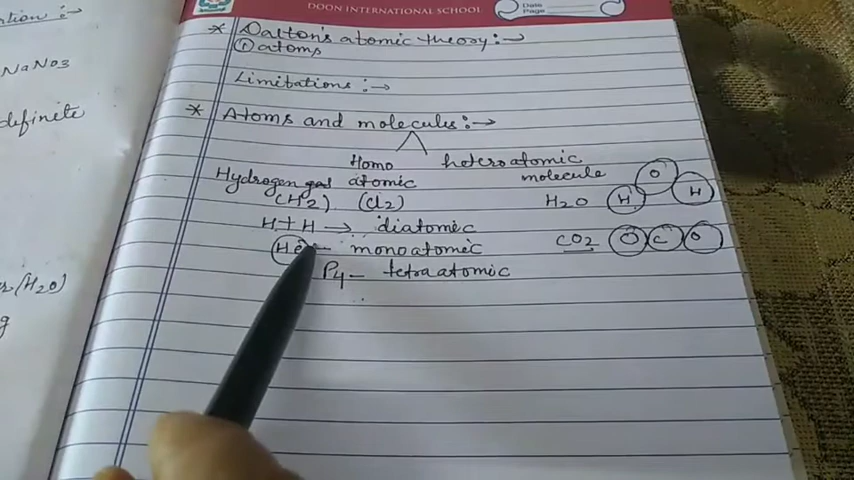 DOON INTERNATIONAL SCHOOL
Date
Page
* Dalton's atomic theory :→
① atoms
Limitations :→
* Atoms and molecules :→
Homo heteroatomic
Hydrogen gas atomic molecule
(H2) (Cl2) H2O H O H
H+H → diatomic
He – monoatomic CO2 O C O
P4 – tetraatomic
NaNO3
definite
(H2O)